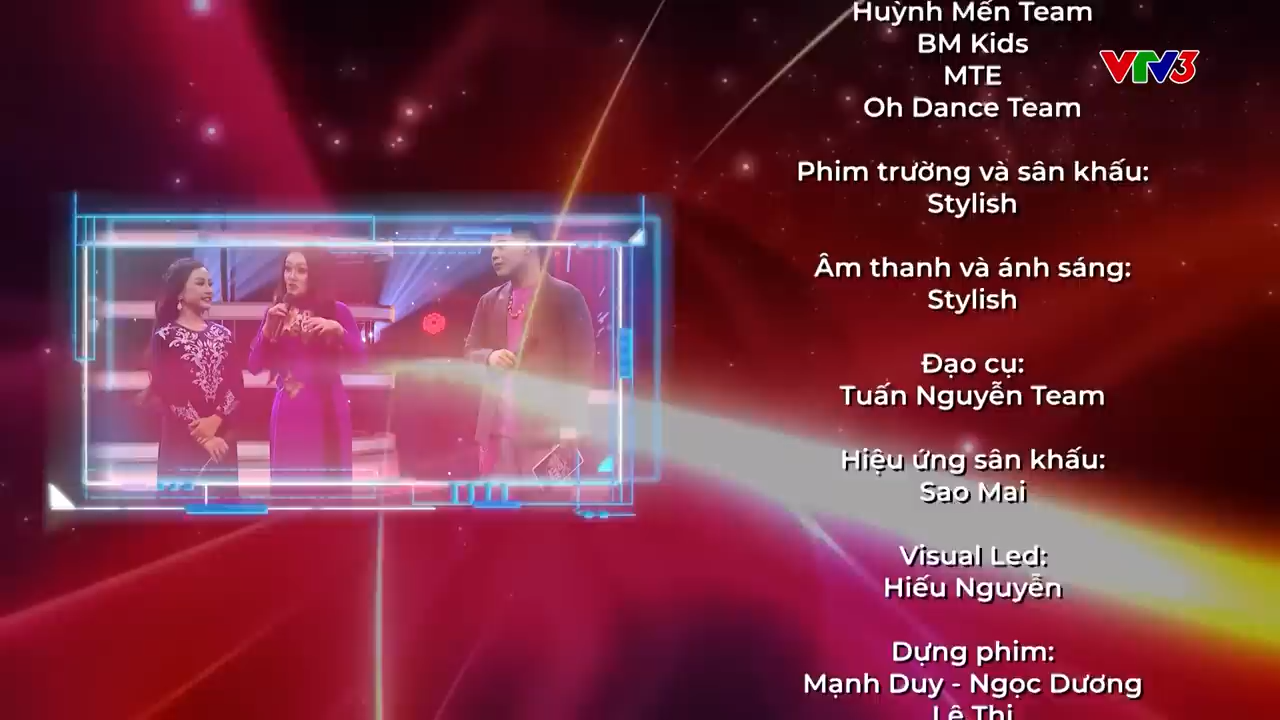 Huỳnh Mến Team
BM Kids
MTE
Oh Dance Team
VTV3
Phim trường và sân khấu:
Stylish
Âm thanh và ánh sáng:
Stylish
Đạo cụ:
Tuấn Nguyễn Team
Hiệu ứng sân khấu:
Sao Mai
Visual Led:
Hiếu Nguyễn
Dựng phim:
Mạnh Duy - Ngọc Dương
Lê Thi